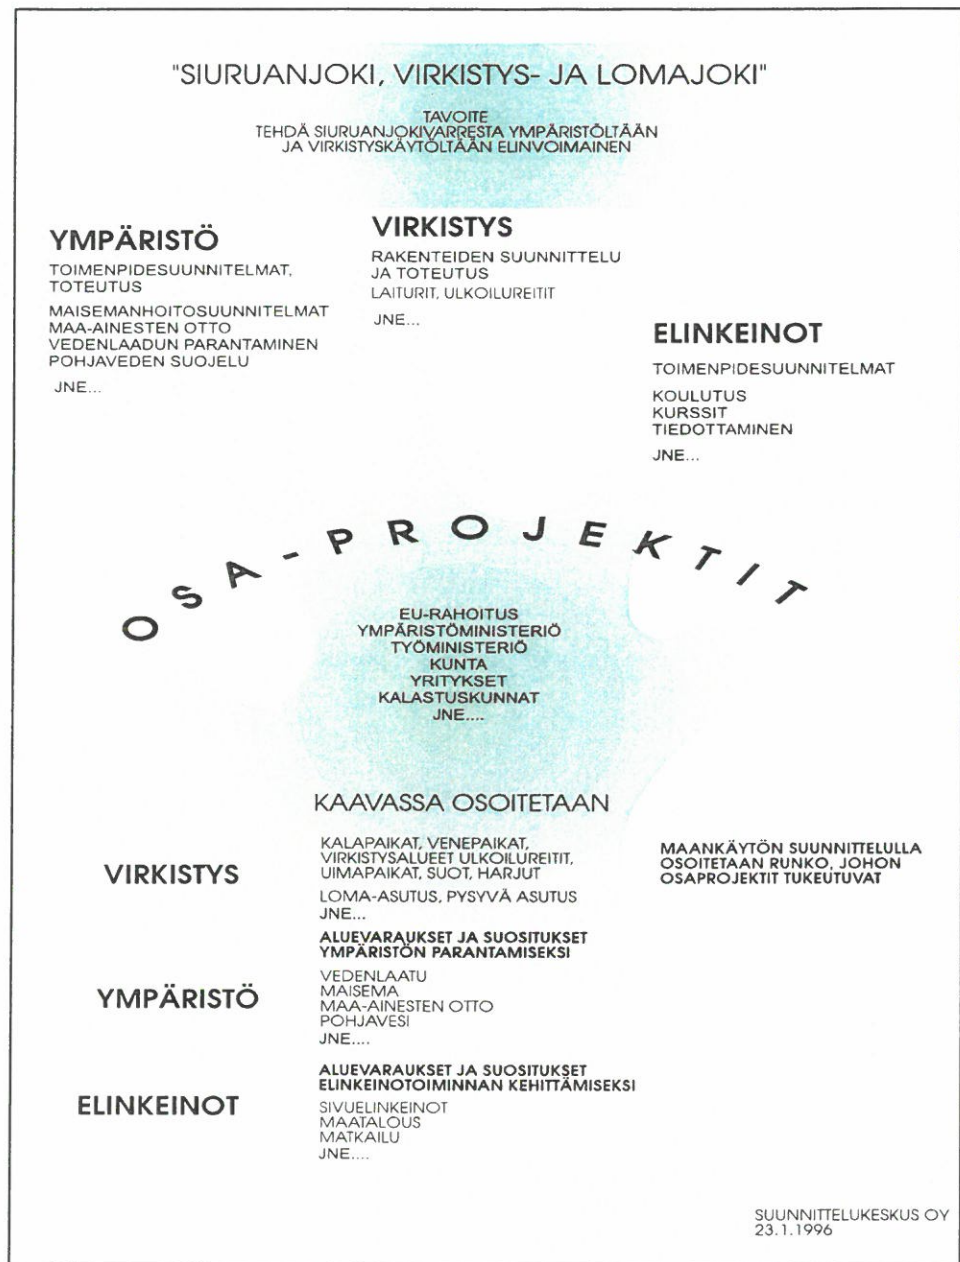 "SIURUANJOKI, VIRKISTYS- JA LOMAJOKI"
TAVOITE
TEHDÄ SIURUANJOKIVARRESTA YMPÄRISTÖLTÄÄN
JA VIRKISTYSKÄYTÖLTÄÄN ELINVOIMAINEN
YMPÄRISTÖ
TOIMENPIDESUUNNITELMAT,
TOTEUTUS
MAISEMANHOITOSUUNNITELMAT
MAA-AINESTEN OTTO
VEDENLAADUN PARANTAMINEN
POHJAVEDEN SUOJELU
JNE...
VIRKISTYS
RAKENTEIDEN SUUNNITTELU
JA TOTEUTUS
LAITURIT, ULKOILUREITIT
JNE...
ELINKEINOT
TOIMENPIDESUUNNITELMAT
KOULUTUS
KURSSIT
TIEDOTTAMINEN
JNE...
OSA-PROJEKTIT
EU-RAHOITUS
YMPÄRISTÖMINISTERIÖ
TYÖMINISTERIÖ
KUNTA
YRITYKSET
KALASTUSKUNNAT
JNE....
KAAVASSA OSOITETAAN
VIRKISTYS
KALAPAIKAT, VENEPAIKAT,
VIRKISTYSALUEET ULKOILUREITIT,
UIMAPAIKAT, SUOT, HARJUT
LOMA-ASUTUS, PYSYVÄ ASUTUS
JNE...
MAANKÄYTÖN SUUNNITTELULLA
OSOITETAAN RUNKO, JOHON
OSAPROJEKTIT TUKEUTUVAT
YMPÄRISTÖ
ALUEVARAUKSET JA SUOSITUKSET
YMPÄRISTÖN PARANTAMISEKSI
VEDENLAATU
MAISEMA
MAA-AINESTEN OTTO
POHJAVESI
JNE....
ELINKEINOT
ALUEVARAUKSET JA SUOSITUKSET
ELINKEINOTOIMINNAN KEHITTÄMISEKSI
SIVUELINKEINOT
MAATALOUS
MATKAILU
JNE....
SUUNNITTELUKESKUS OY
23.1.1996